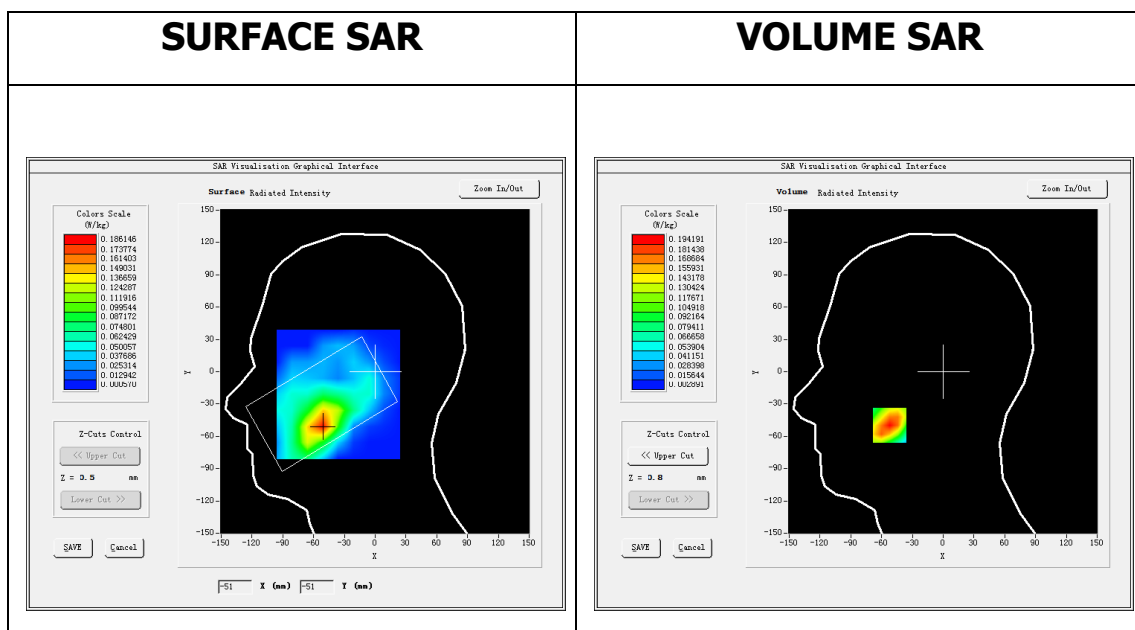 SURFACE SAR
VOLUME SAR
SAR Visualisation Graphical Interface
Surface Radiated Intensity
Zoom In/Out
Colors Scale
(W/kg)
0.186146
0.173774
0.161403
0.149031
0.136659
0.124287
0.111916
0.099544
0.087172
0.074801
0.062429
0.050057
0.037686
0.025314
0.012942
0.000570
150
120
90
60
30
0
-30
-60
-90
-120
-150
Y
-150 -120 -90 -60 -30 0 30 60 90 120 150
X
Z-Cuts Control
<< Upper Cut
Z = 0.5 mm
Lower Cut >>
SAVE Cancel
-51 X (mm) -51 Y (mm)
SAR Visualisation Graphical Interface
Volume Radiated Intensity
Zoom In/Out
Colors Scale
(W/kg)
0.194191
0.181438
0.168684
0.155931
0.143178
0.130424
0.117671
0.104918
0.092164
0.079411
0.066658
0.053904
0.041151
0.028398
0.015644
0.002891
150
120
90
60
30
0
-30
-60
-90
-120
-150
Y
-150 -120 -90 -60 -30 0 30 60 90 120 150
X
Z-Cuts Control
<< Upper Cut
Z = 0.8 mm
Lower Cut >>
SAVE Cancel